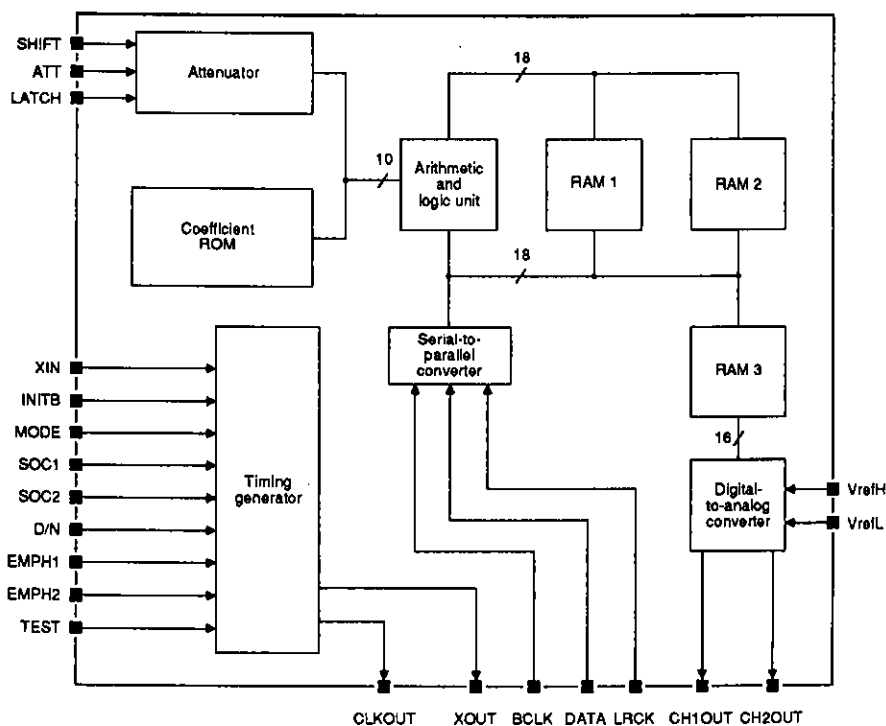 SHIFT
ATT
LATCH
Attenuator
18
10
Arithmetic
and
logic unit
RAM 1
RAM 2
Coefficient
ROM
18
Serial-to-
parallel
converter
RAM 3
XIN
INITB
MODE
SOC1
SOC2
D/N
EMPH1
EMPH2
TEST
Timing
generator
16
Digital-
to-analog
converter
VrefH
VrefL
CLKOUT
XOUT
BCLK
DATA
LRCK
CH1OUT
CH2OUT